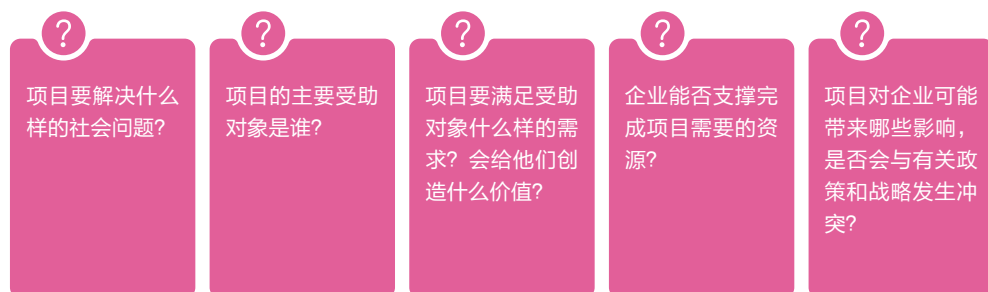 ?
项目要解决什么
样的社会问题?
?
项目的主要受助
对象是谁?
?
项目要满足受助
对象什么样的需
求? 会给他们创
造什么价值?
?
企业能否支撑完
成项目需要的资
源?
?
项目对企业可能
带来哪些影响,
是否会与有关政
策和战略发生冲
突?